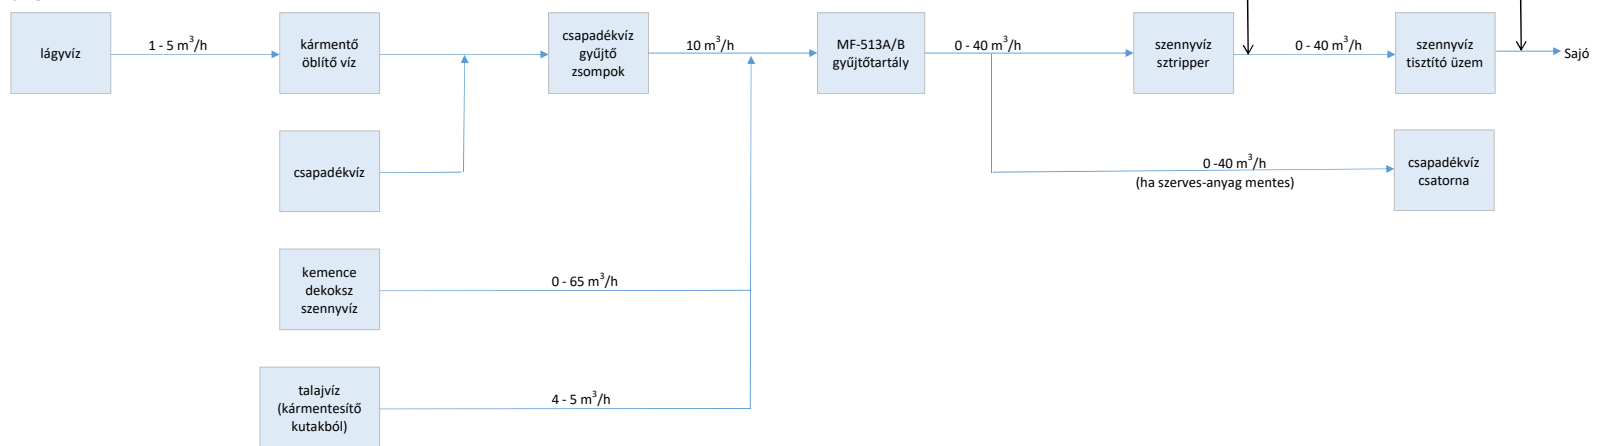 lágyvíz
1 - 5 m³/h
kármentő
öblítő víz
csapadékvíz
gyűjtő
zsompok
10 m³/h
MF-513A/B
gyűjtőtartály
0 - 40 m³/h
szennyvíz
sztripper
0 - 40 m³/h
szennyvíz
tisztító üzem
Sajó
csapadékvíz
0 -40 m³/h
(ha szerves-anyag mentes)
csapadékvíz
csatorna
kemence
dekoksz
szennyvíz
0 - 65 m³/h
talajvíz
(kármentesítő
kutakból)
4 - 5 m³/h